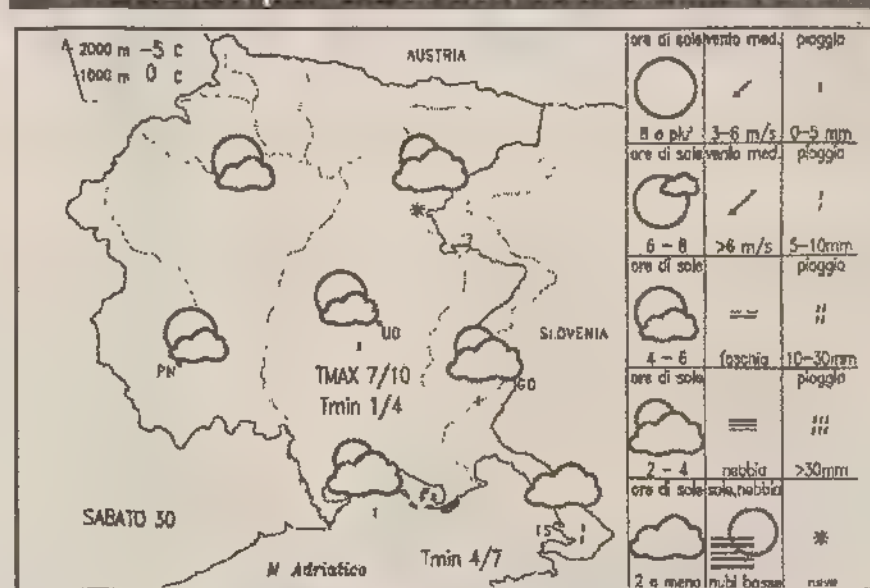 2000 m -5 c
1000 m 0 c
AUSTRIA
UD
PN
SLOVENIA
TMAX 7/10
Tmin 1/4
GO
SABATO 30
TS
M Adriatico
Tmin 4/7
ore di sole vento med. pioggia
8 o piu' 3-6 m/s 0-5 mm
ore di sole vento med. pioggia
6 - 8 >6 m/s 5-10mm
ore di sole pioggia
4 - 6 foschia 10-30mm
ore di sole pioggia
2 - 4 nebbia >30mm
ore di sole sole,nebbia
2 o meno nubi basse neve